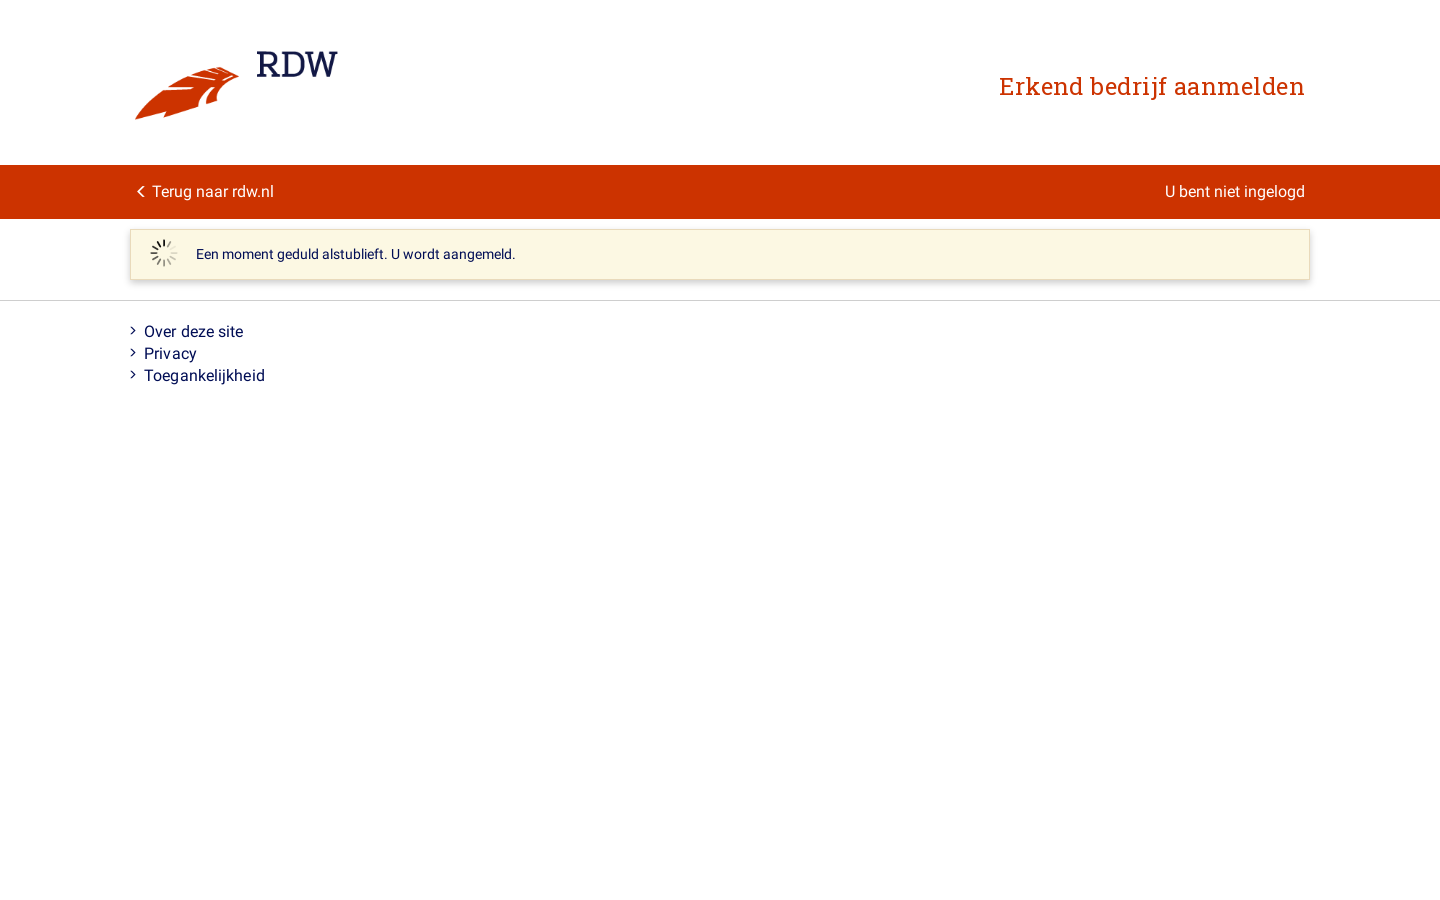 RDW
Erkend bedrijf aanmelden
Terug naar rdw.nl
U bent niet ingelogd
Een moment geduld alstublieft. U wordt aangemeld.
Over deze site
Privacy
Toegankelijkheid